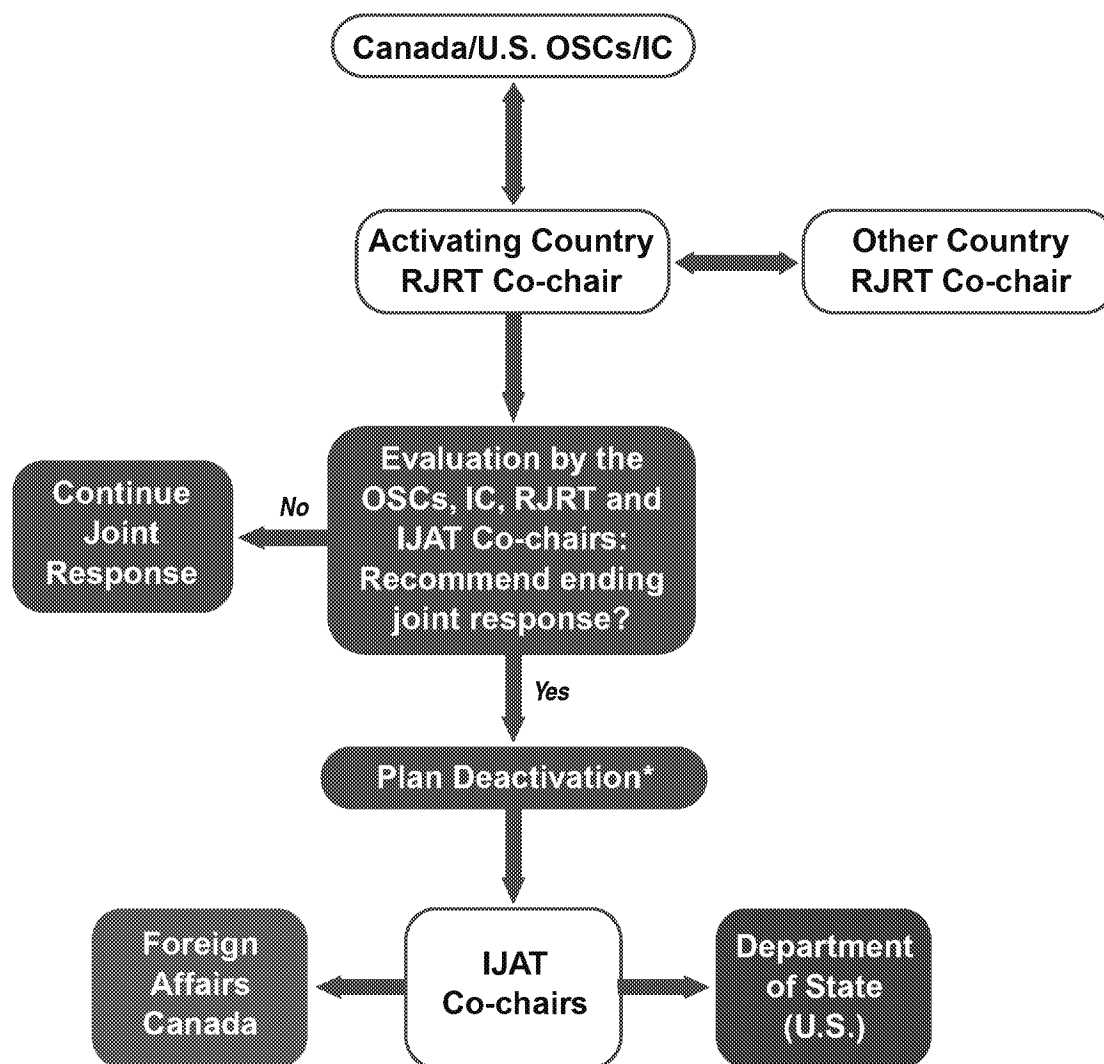 Canada/U.S. OSCs/IC
Activating Country
RJRT Co-chair
Other Country
RJRT Co-chair
Evaluation by the
OSCs, IC, RJRT and
IJAT Co-chairs:
Recommend ending
joint response?
No
Continue
Joint
Response
Yes
Plan Deactivation*
Foreign
Affairs
Canada
IJAT
Co-chairs
Department
of State
(U.S.)